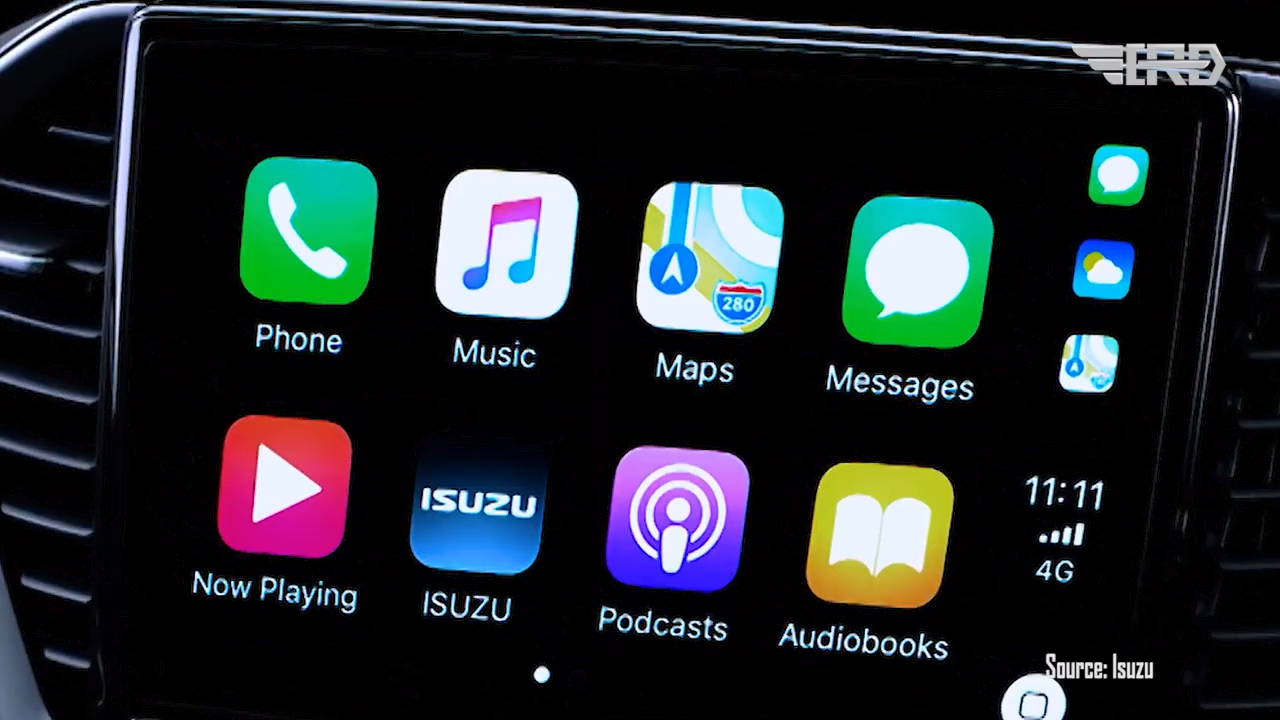 ERD
280
Phone
Music
Maps
Messages
ISUZU
Now Playing
ISUZU
Podcasts
Audiobooks
11:11
4G
Source: Isuzu